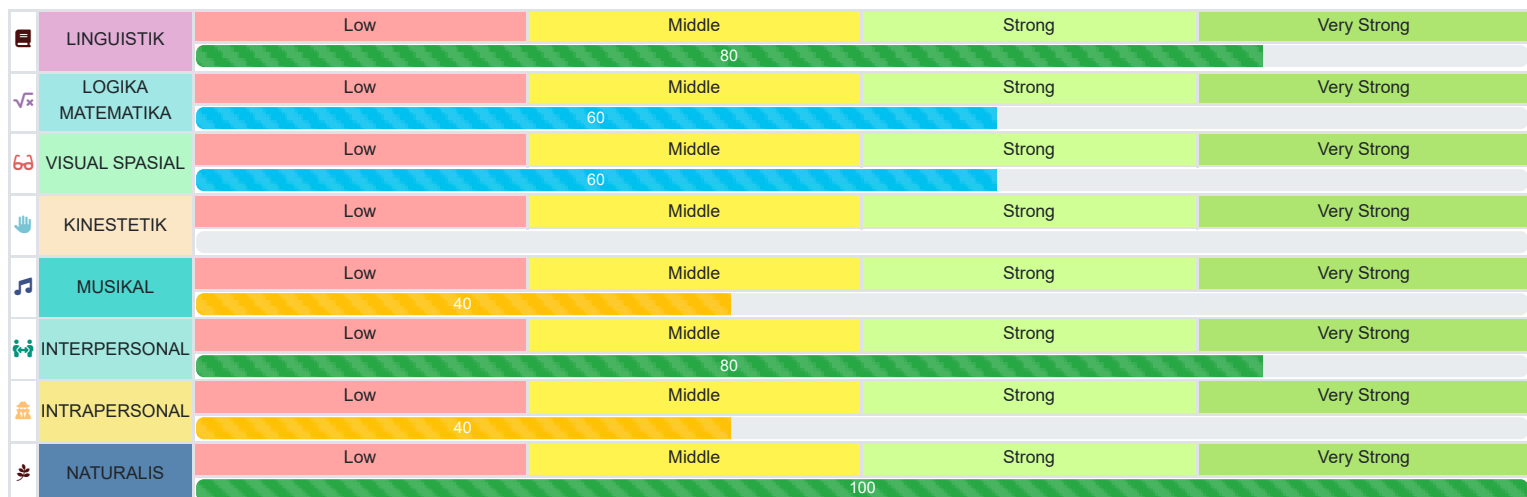 Low Middle Strong Very Strong
LINGUISTIK
80
Low Middle Strong Very Strong
LOGIKA
MATEMATIKA
60
Low Middle Strong Very Strong
VISUAL SPASIAL
60
Low Middle Strong Very Strong
KINESTETIK
Low Middle Strong Very Strong
MUSIKAL
40
Low Middle Strong Very Strong
INTERPERSONAL
80
Low Middle Strong Very Strong
INTRAPERSONAL
40
Low Middle Strong Very Strong
NATURALIS
100